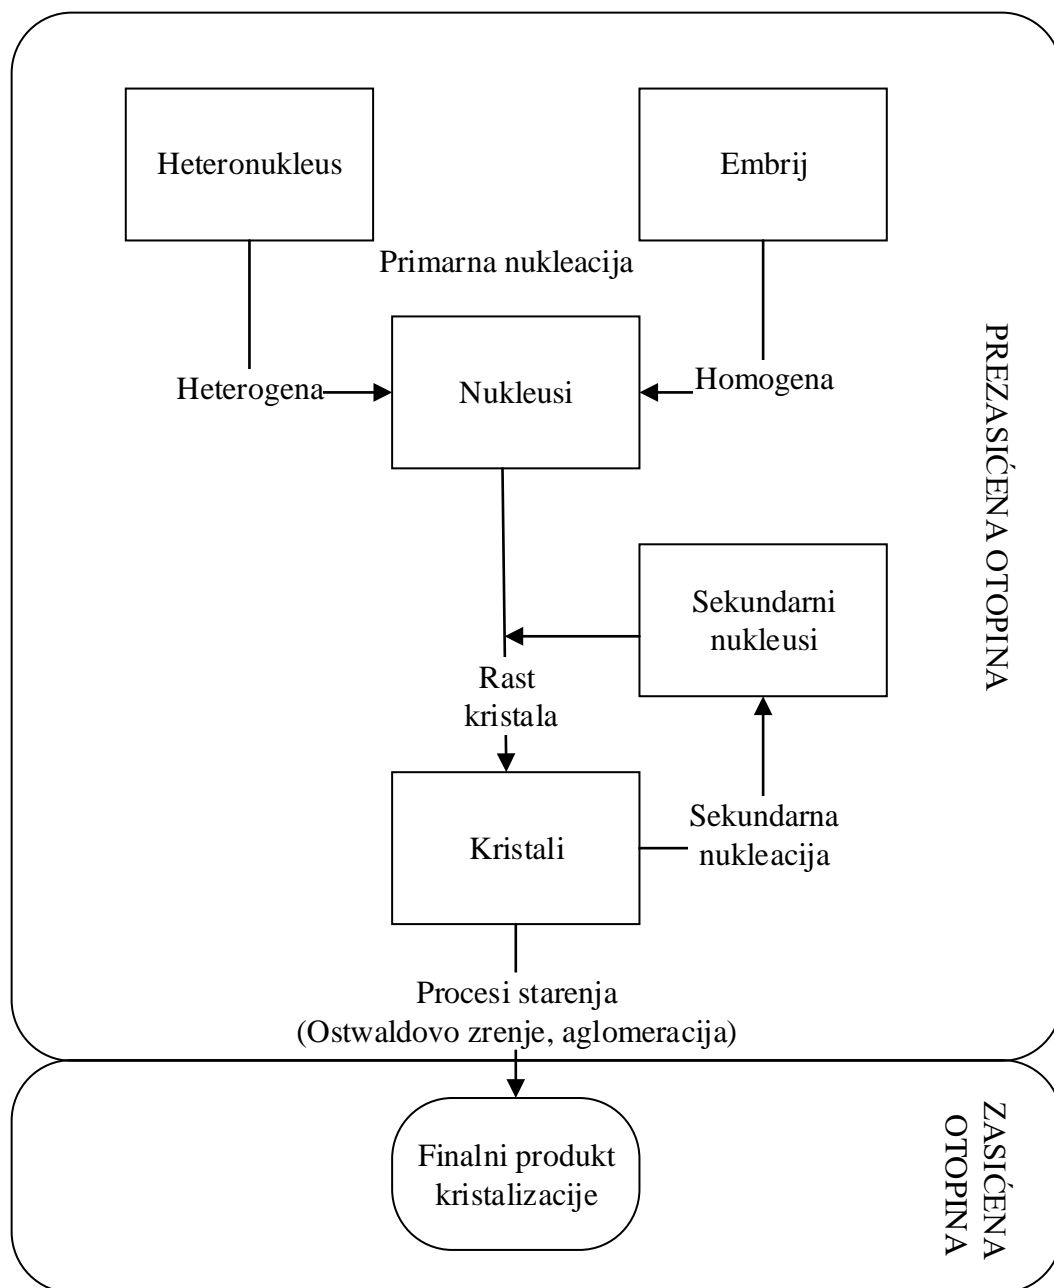 Heteronukleus
Embrij
Primarna nukleacija
Heterogena
Nukleusi
Homogena
PREZASIĆENA OTOPINA
Sekundarni
nukleusi
Rast
kristala
Kristali
Sekundarna
nukleacija
Procesi starenja
(Ostwaldovo zrenje, aglomeracija)
Finalni produkt
kristalizacije
ZASIĆENA
OTOPINA